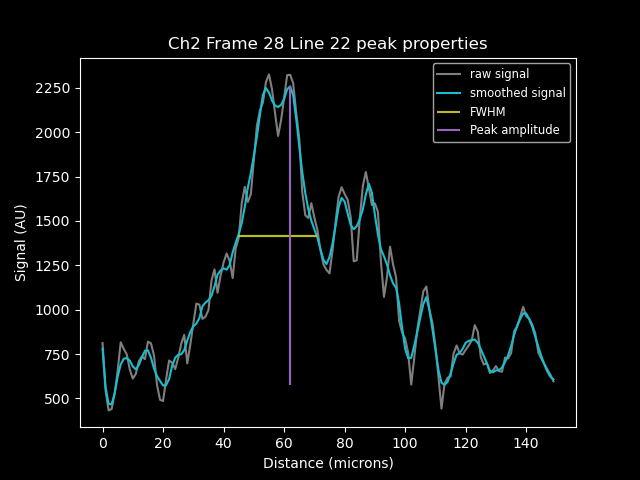 Ch2 Frame 28 Line 22 peak properties
raw signal
smoothed signal
FWHM
Peak amplitude
Signal (AU)
2250
2000
1750
1500
1250
1000
750
500
0 20 40 60 80 100 120 140
Distance (microns)